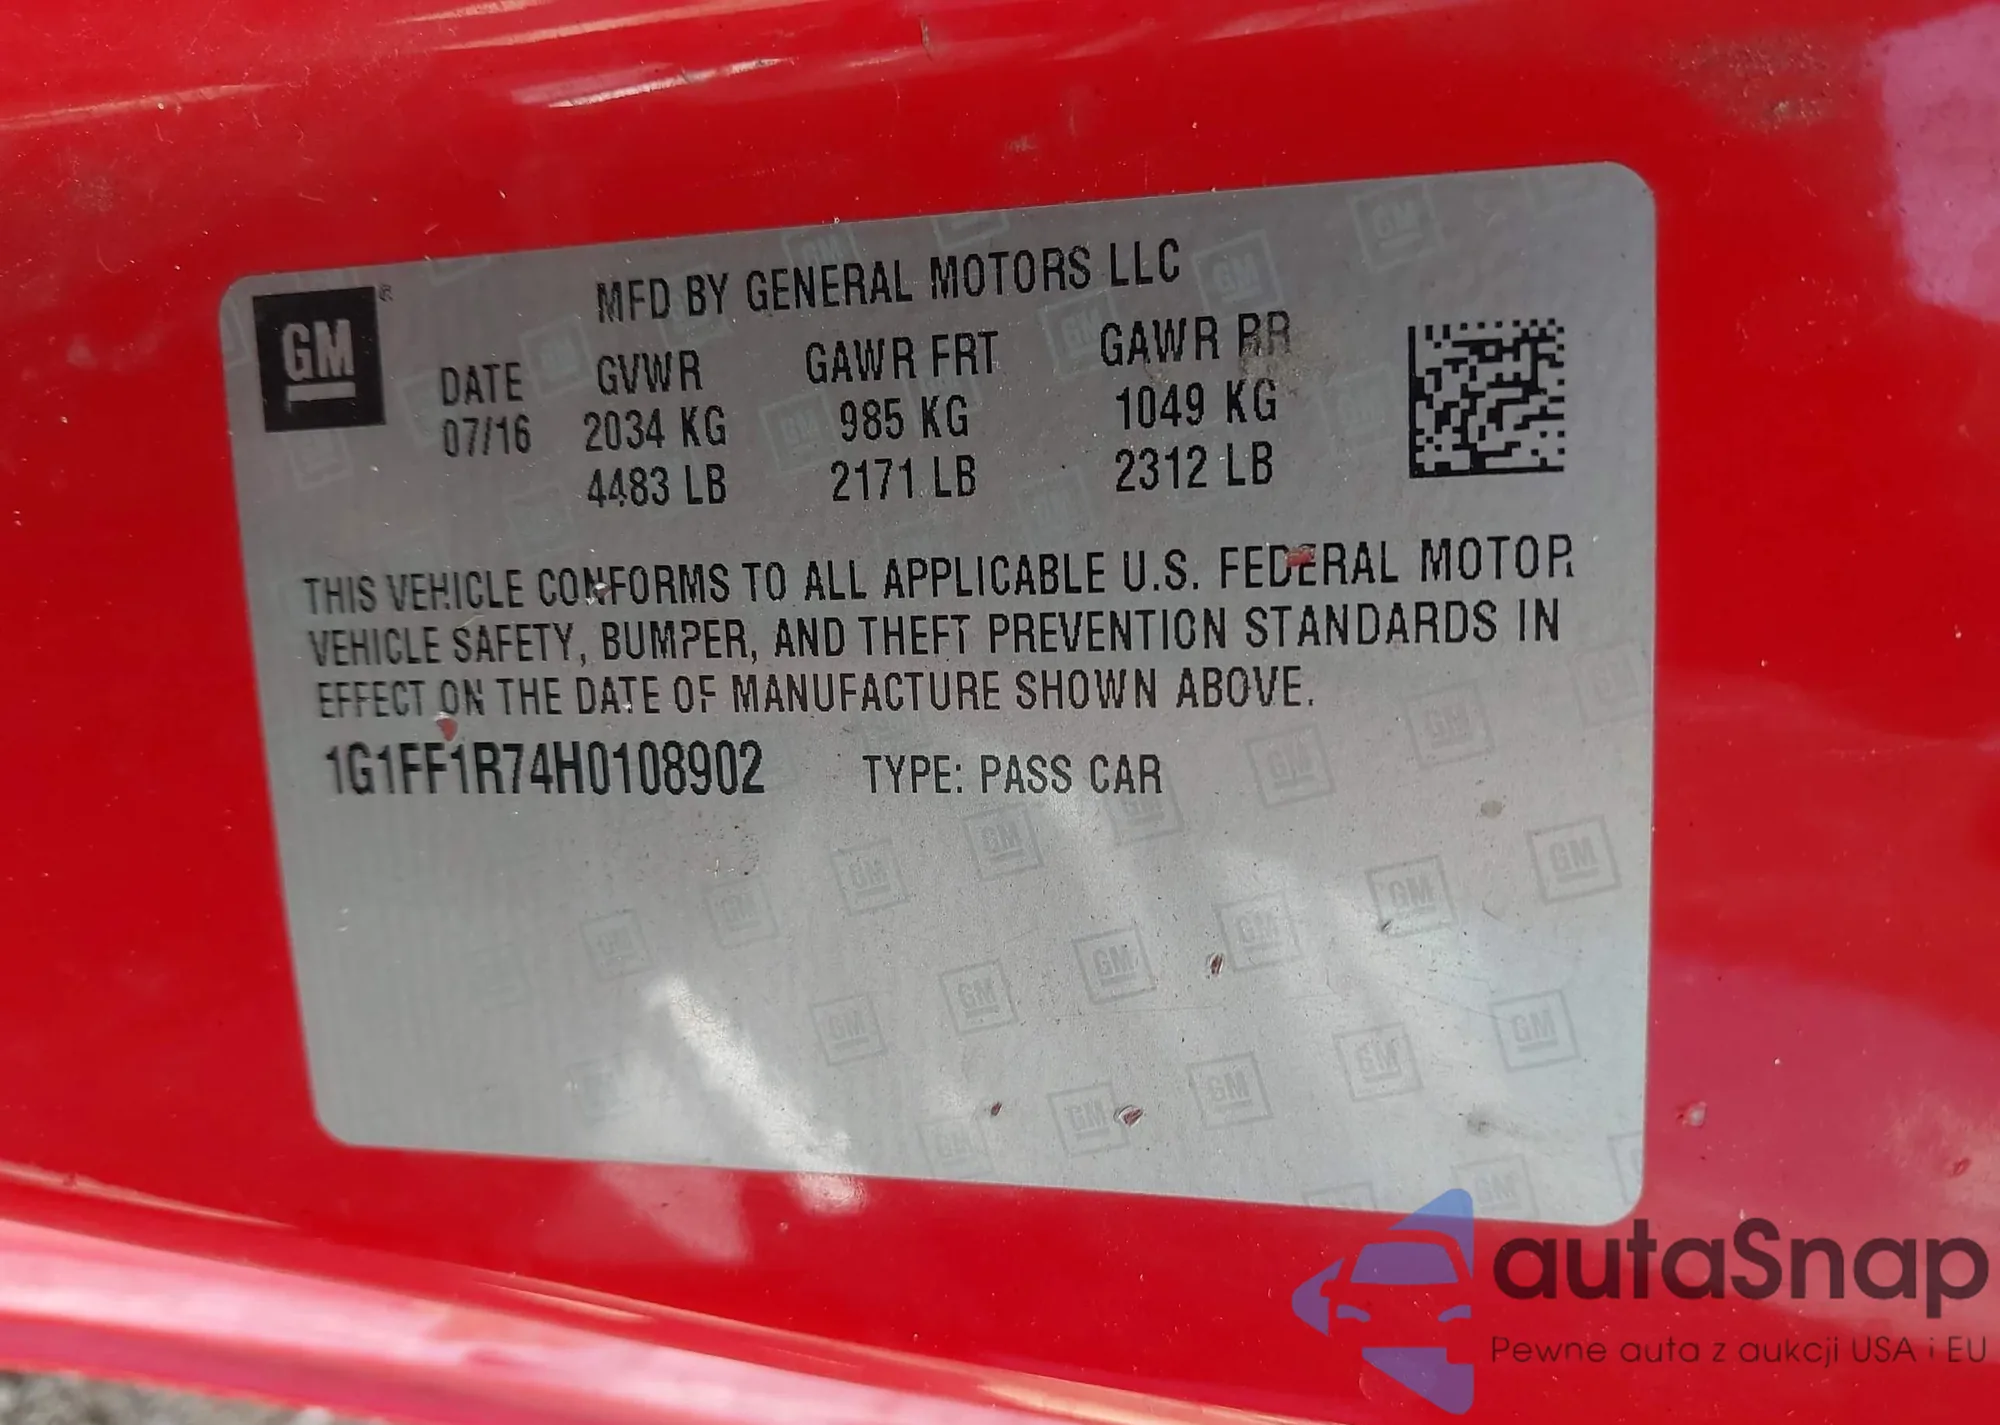 GM
MFD BY GENERAL MOTORS LLC
DATE GVWR GAWR FRT GAWR RR
07/16 2034 KG 985 KG 1049 KG
4483 LB 2171 LB 2312 LB
THIS VEHICLE CONFORMS TO ALL APPLICABLE U.S. FEDERAL MOTOR
VEHICLE SAFETY, BUMPER, AND THEFT PREVENTION STANDARDS IN
EFFECT ON THE DATE OF MANUFACTURE SHOWN ABOVE.
1G1FF1R74H0108902 TYPE: PASS CAR
autaSnap
Pewne auta z aukcji USA i EU